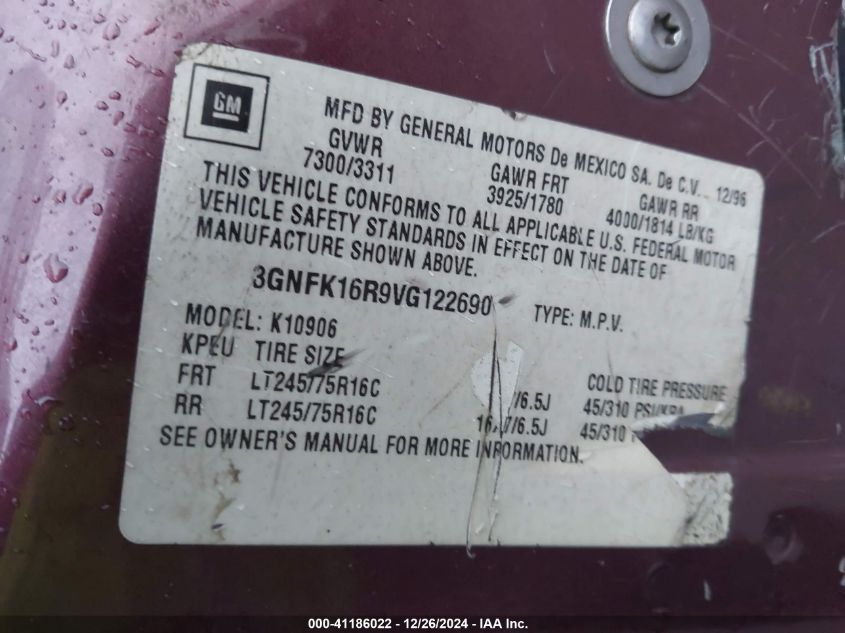 GM
MFD BY GENERAL MOTORS De MEXICO SA. De C.V. 12/96
GVWR GAWR FRT GAWR RR
7300/3311 3925/1780 4000/1814 LB/KG
THIS VEHICLE CONFORMS TO ALL APPLICABLE U.S. FEDERAL MOTOR
VEHICLE SAFETY STANDARDS IN EFFECT ON THE DATE OF
MANUFACTURE SHOWN ABOVE.
3GNFK16R9VG122690 TYPE: M.P.V.
MODEL: K10906
KPEU TIRE SIZE COLD TIRE PRESSURE
FRT LT245/75R16C /6.5J 45/310 PSI/KPA
RR LT245/75R16C 16X7/6.5J 45/310
SEE OWNER'S MANUAL FOR MORE INFORMATION.
000-41186022 - 12/26/2024 - IAA Inc.